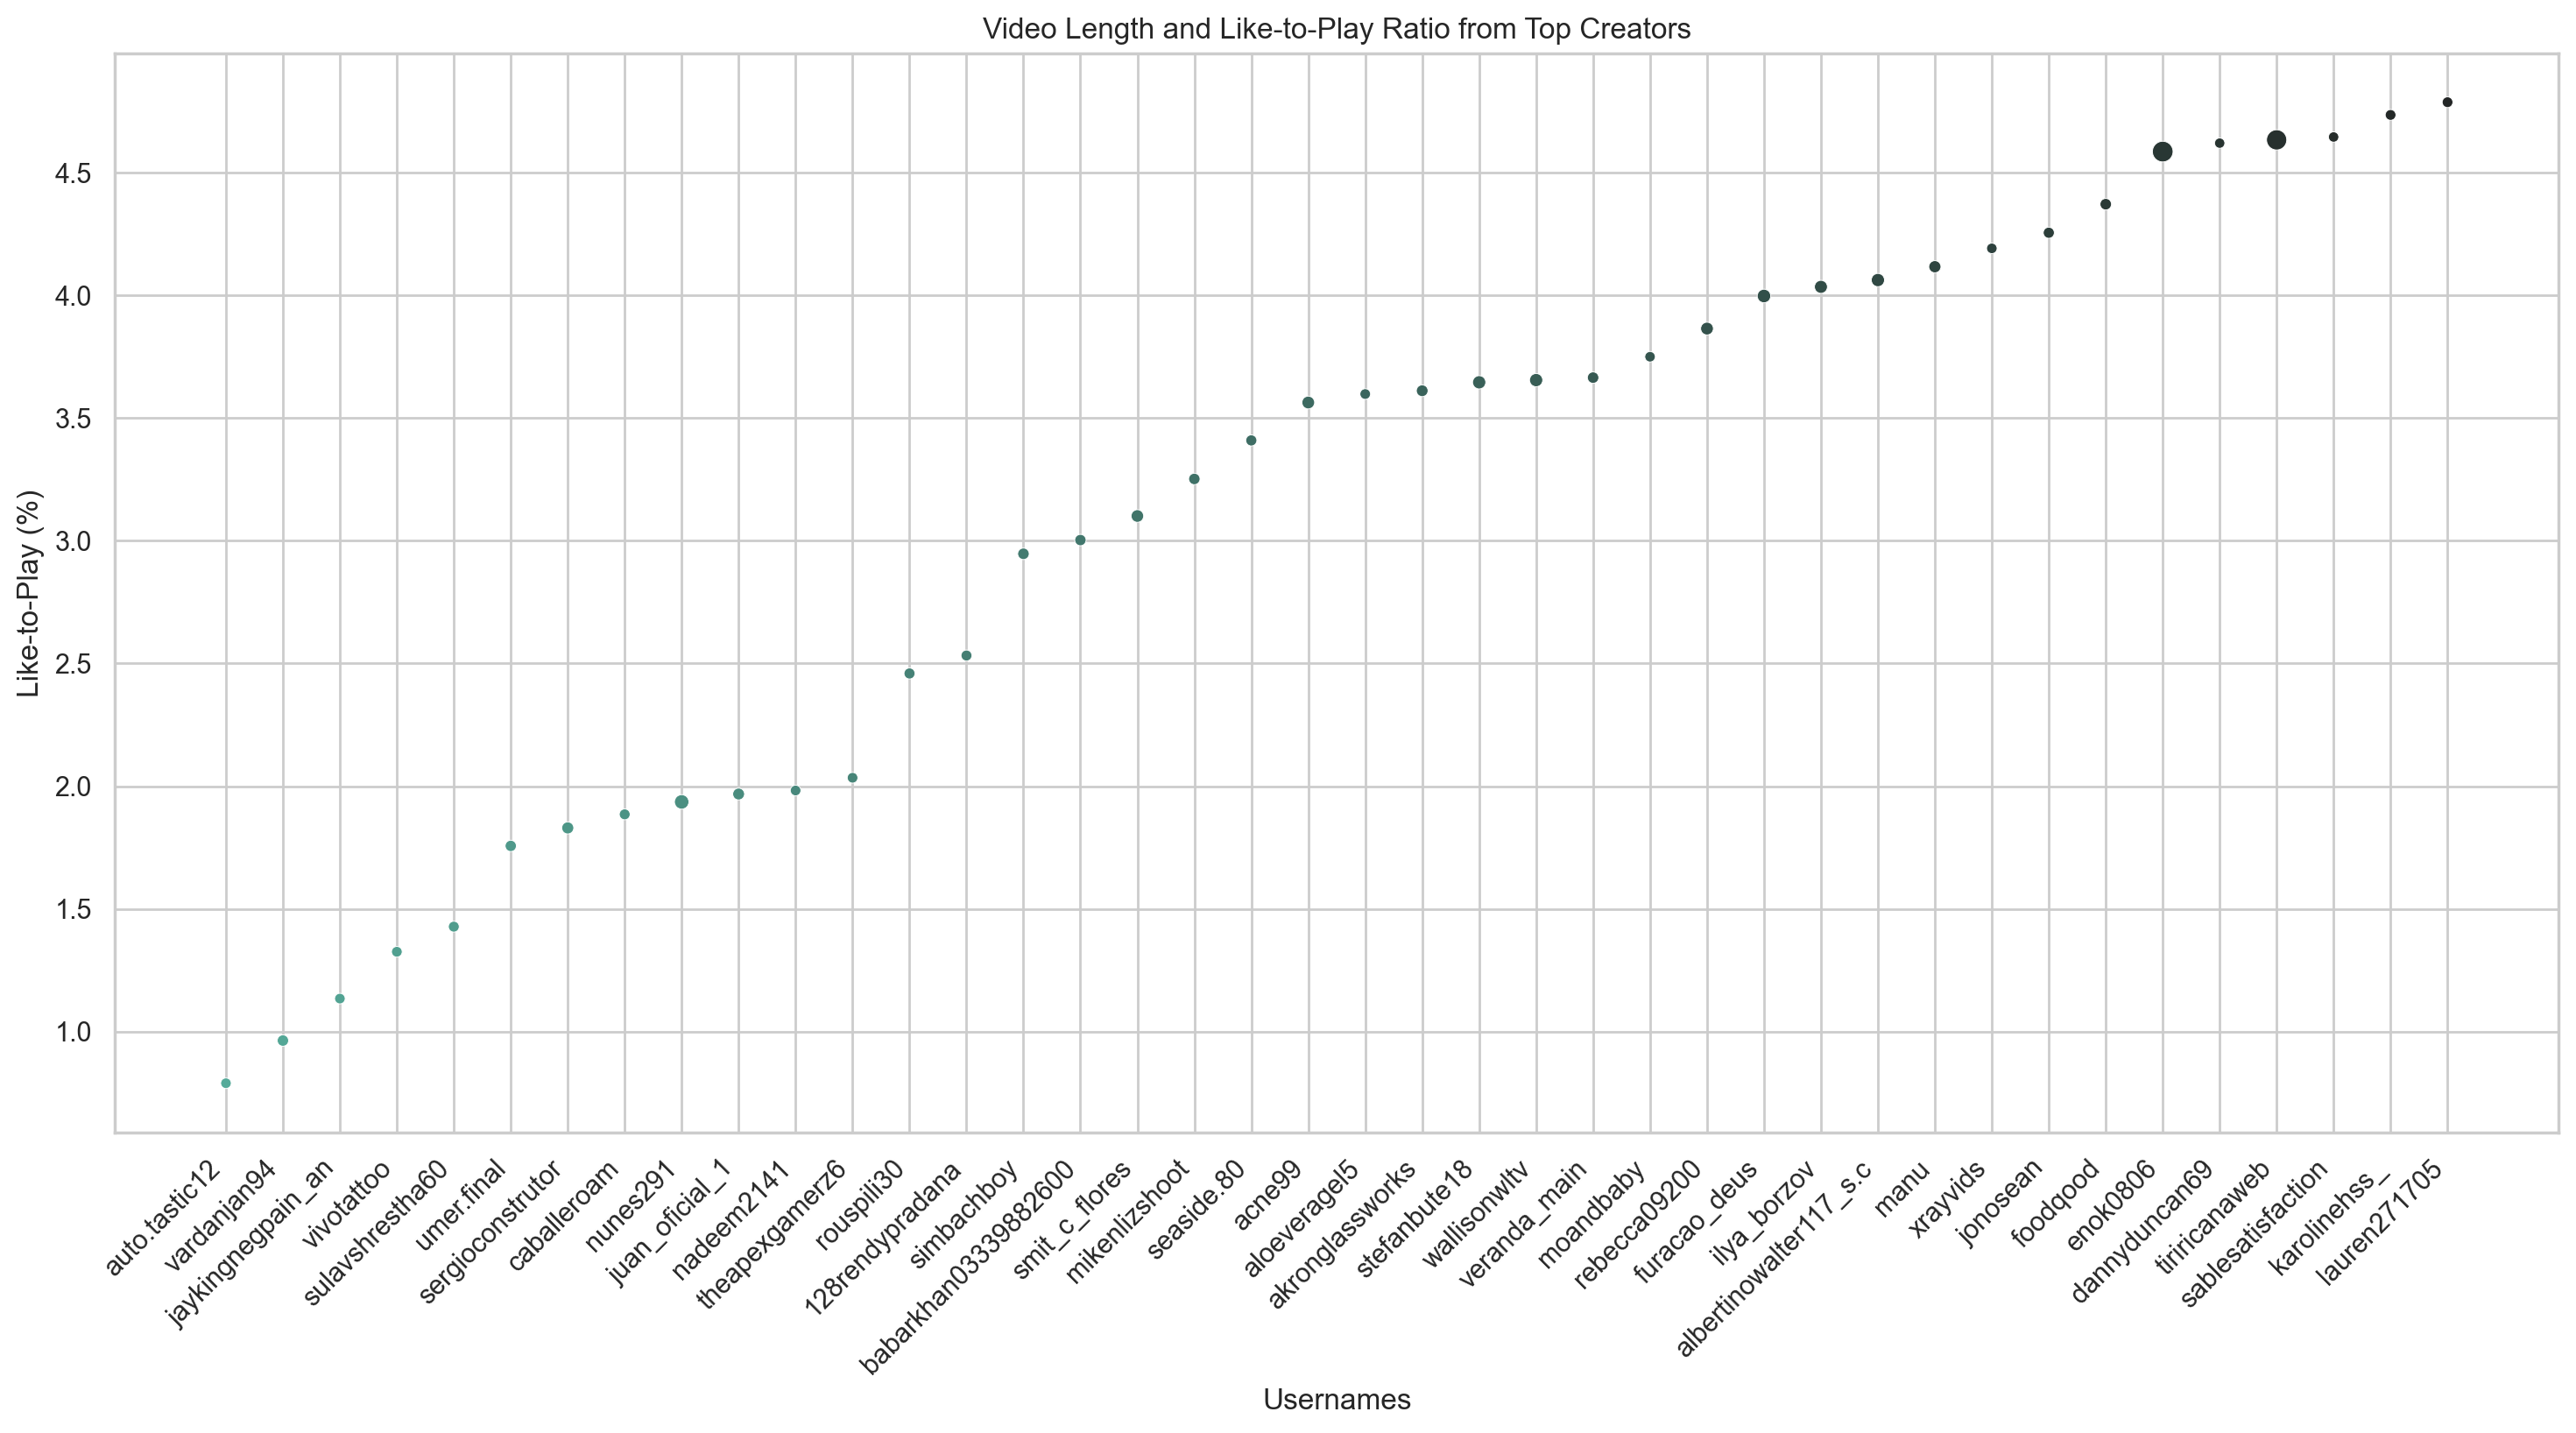 Video Length and Like-to-Play Ratio from Top Creators
Like-to-Play (%)
4.5
4.0
3.5
3.0
2.5
2.0
1.5
1.0
auto.tastic12
vardanjan94
jaykingnegpain_an
vivotattoo
sulavshrestha60
umer.final
sergioconstrutor
caballeroam
nunes291
juan_oficial_1
nadeem2141
theapexgamerz6
rouspili30
128rendypradana
simbachboy
babarkhan03339882600
smit_c_flores
mikenlizshoot
seaside.80
acne99
aloeveragel5
akronglassworks
stefanbute18
wallisonwltv
veranda_main
moandbaby
rebecca09200
furacao_deus
ilya_borzov
albertinowalter117_s.c
manu
xrayvids
jonosean
foodqood
enok0806
dannyduncan69
tiriricanaweb
sablesatisfaction
karolinehss_
lauren271705
Usernames